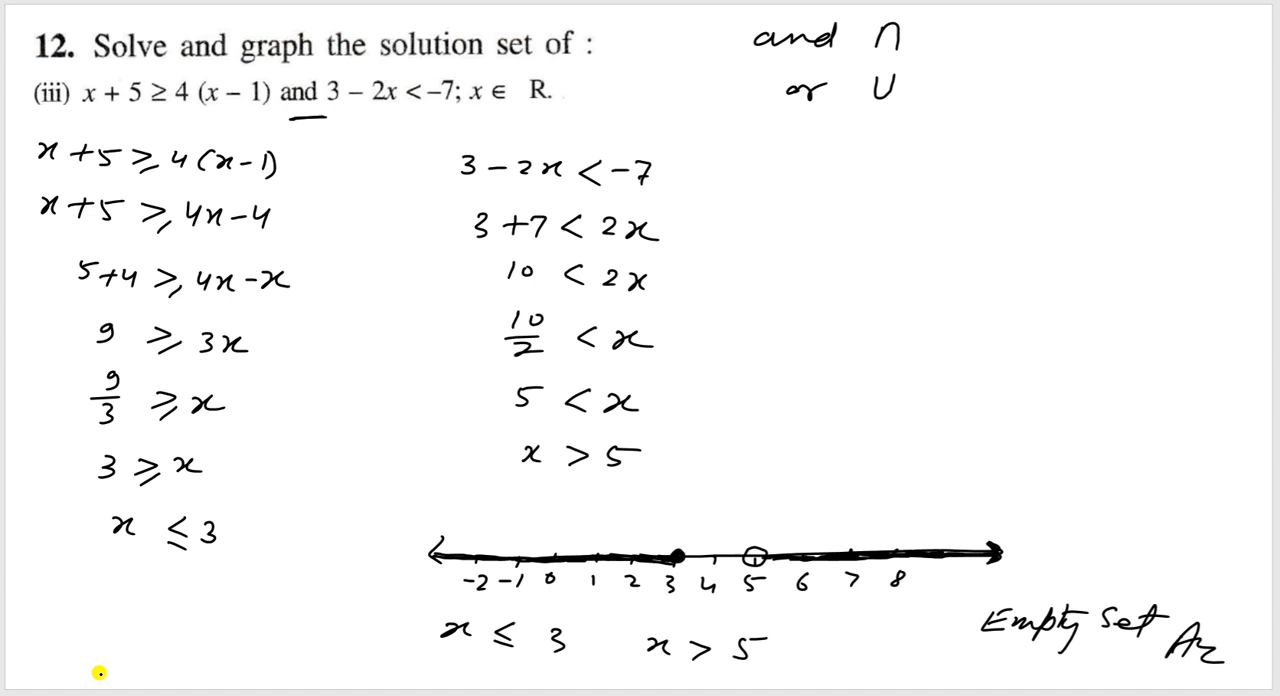 12. Solve and graph the solution set of :
(iii) x + 5 ≥ 4 (x – 1) and 3 – 2x < –7; x ∈ R.
and ∩
or ∪
x + 5 ≥ 4(x - 1)
x + 5 ≥ 4x - 4
5 + 4 ≥ 4x - x
9 ≥ 3x
9/3 ≥ x
3 ≥ x
x ≤ 3
3 - 2x < -7
3 + 7 < 2x
10 < 2x
10/2 < x
5 < x
x > 5
-2 -1 0 1 2 3 4 5 6 7 8
x ≤ 3 x > 5
Empty Set